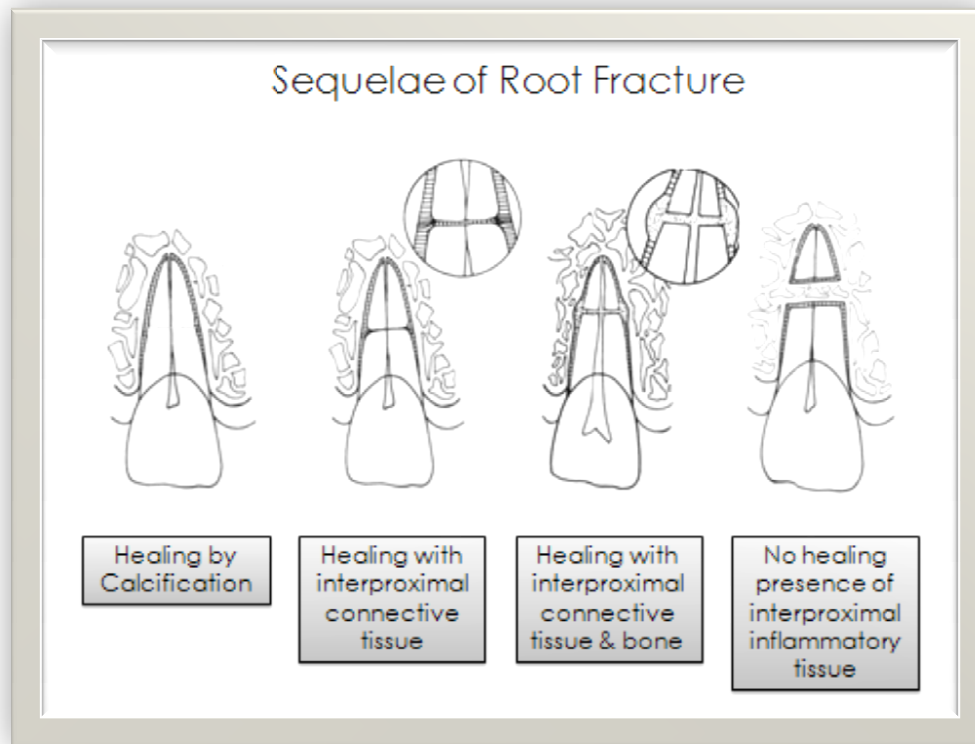 Sequelae of Root Fracture
Healing by
Calcification
Healing with
interproximal
connective
tissue
Healing with
interproximal
connective
tissue & bone
No healing
presence of
interproximal
inflammatory
tissue